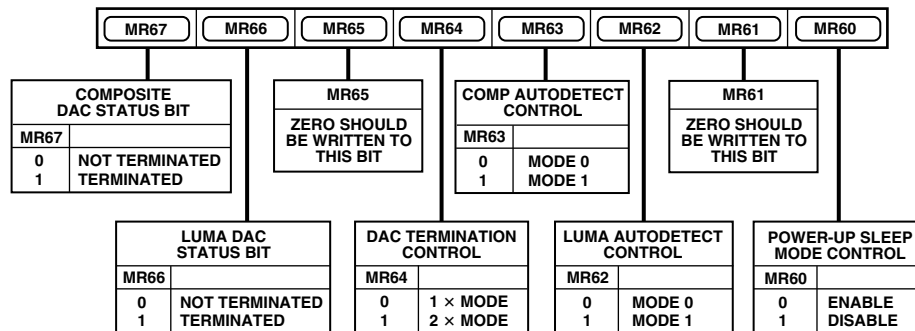 MR67 MR66 MR65 MR64 MR63 MR62 MR61 MR60
COMPOSITE
DAC STATUS BIT
MR67
0 NOT TERMINATED
1 TERMINATED
MR65
ZERO SHOULD
BE WRITTEN TO
THIS BIT
COMP AUTODETECT
CONTROL
MR63
0 MODE 0
1 MODE 1
MR61
ZERO SHOULD
BE WRITTEN TO
THIS BIT
LUMA DAC
STATUS BIT
MR66
0 NOT TERMINATED
1 TERMINATED
DAC TERMINATION
CONTROL
MR64
0 1 × MODE
1 2 × MODE
LUMA AUTODETECT
CONTROL
MR62
0 MODE 0
1 MODE 1
POWER-UP SLEEP
MODE CONTROL
MR60
0 ENABLE
1 DISABLE